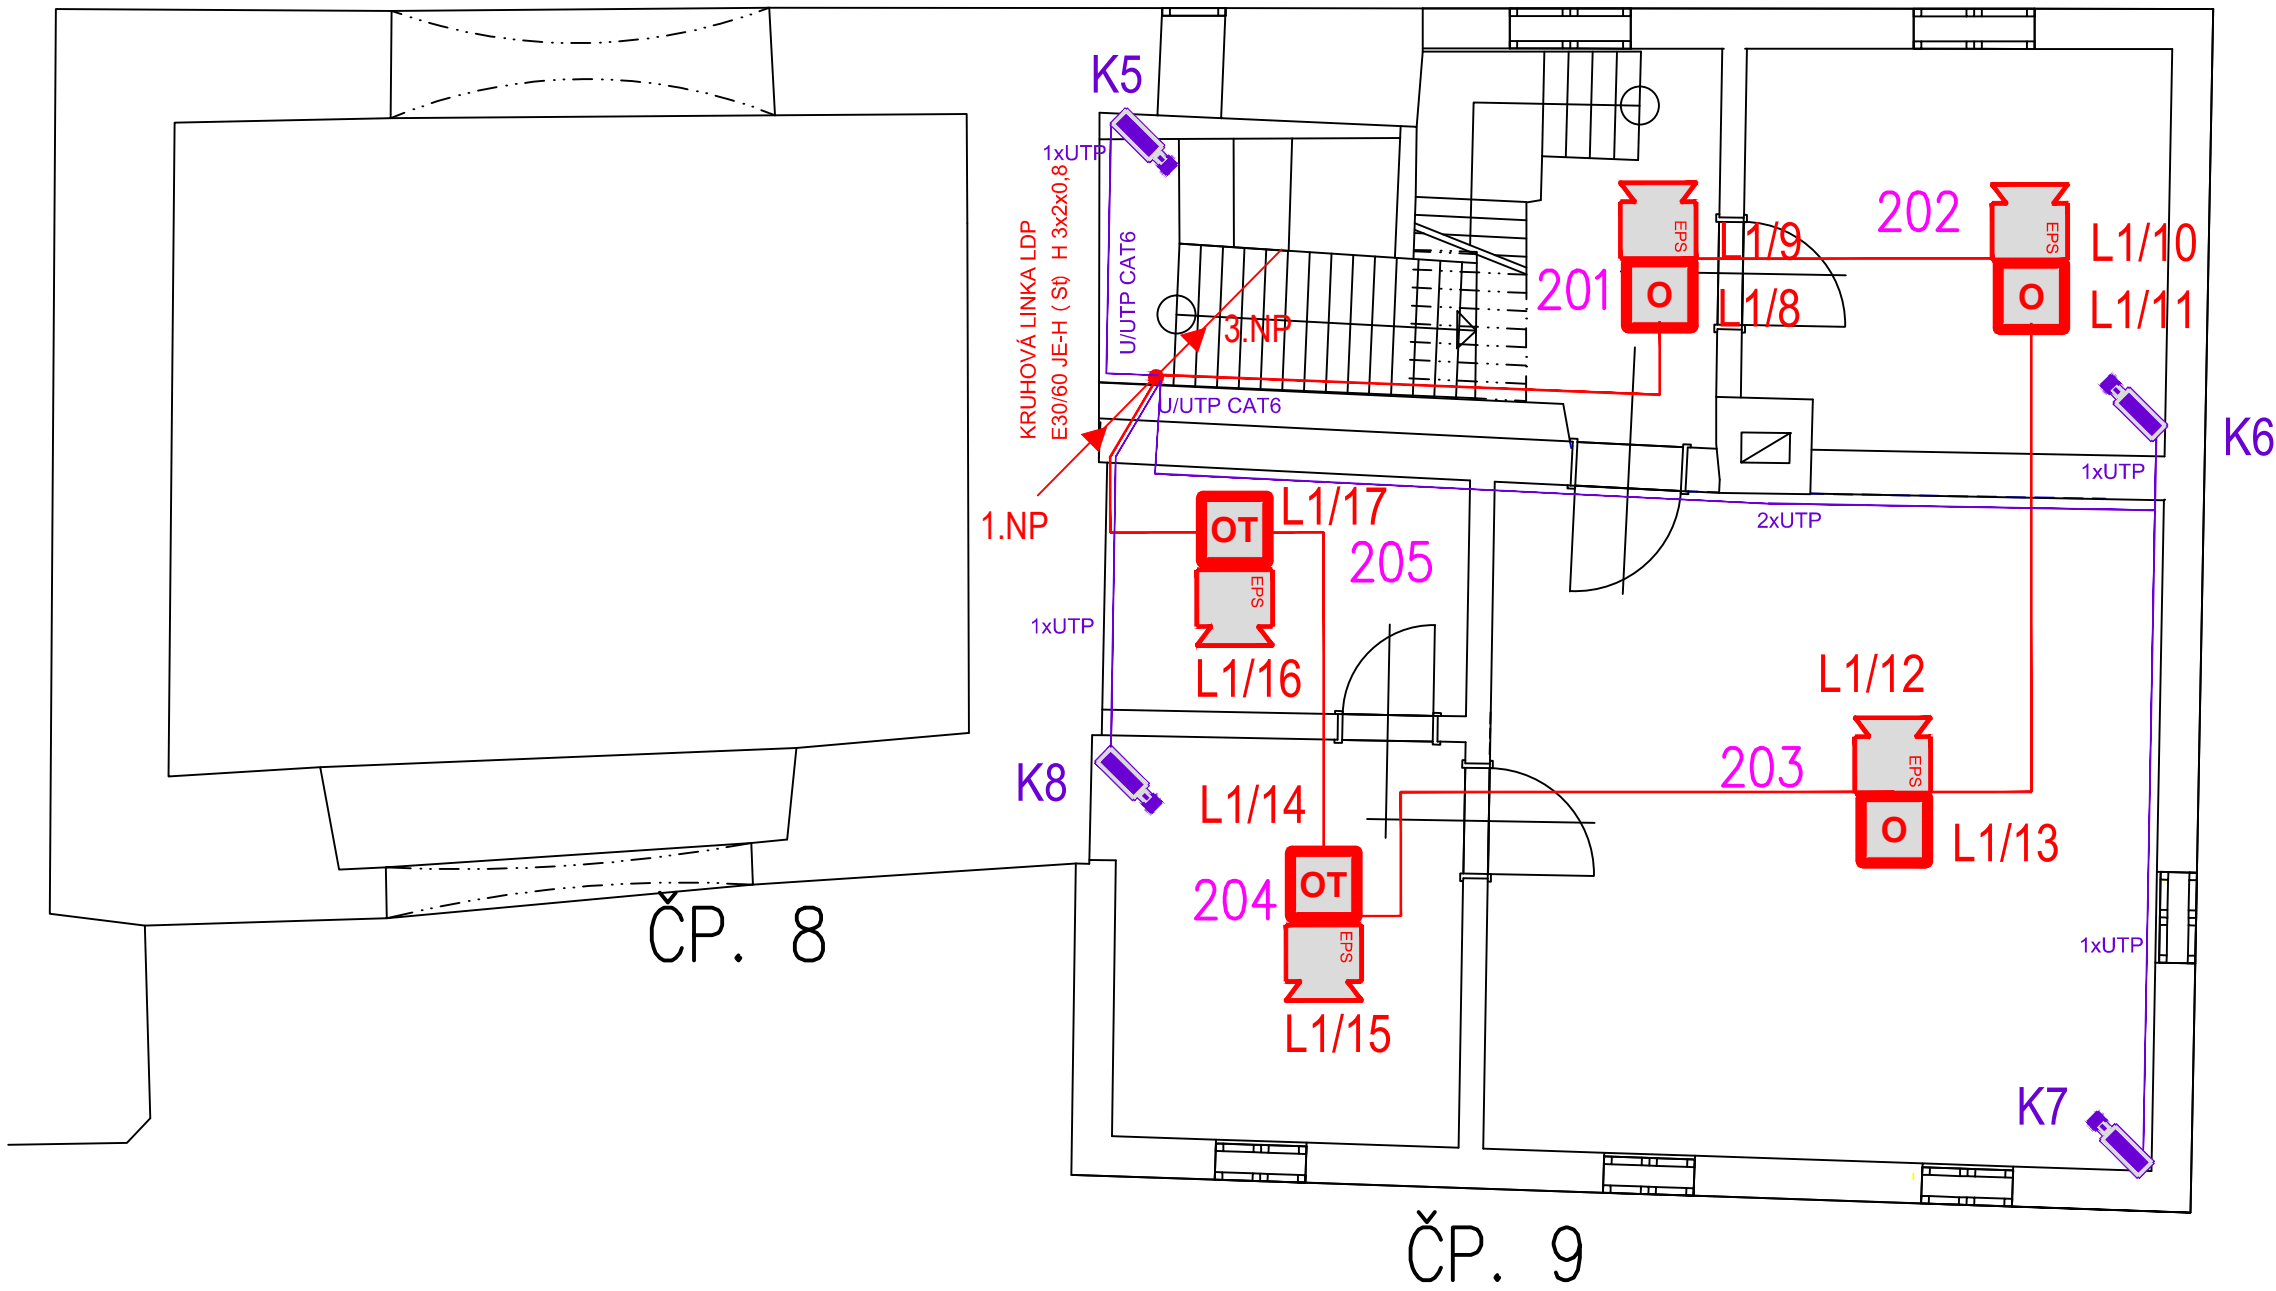 K5
1xUTP
KRUHOVÁ LINKA LDP
E30/60 JE-H ( St) H 3x2x0,8
U/UTP CAT6
3.NP
U/UTP CAT6
1.NP
201
EPS
L1/9
O
L1/8
202
EPS
L1/10
O
L1/11
K6
1xUTP
2xUTP
OT
L1/17
205
EPS
L1/16
1xUTP
K8
L1/12
203
EPS
O
L1/13
L1/14
204
OT
EPS
L1/15
1xUTP
K7
ČP. 8
ČP. 9